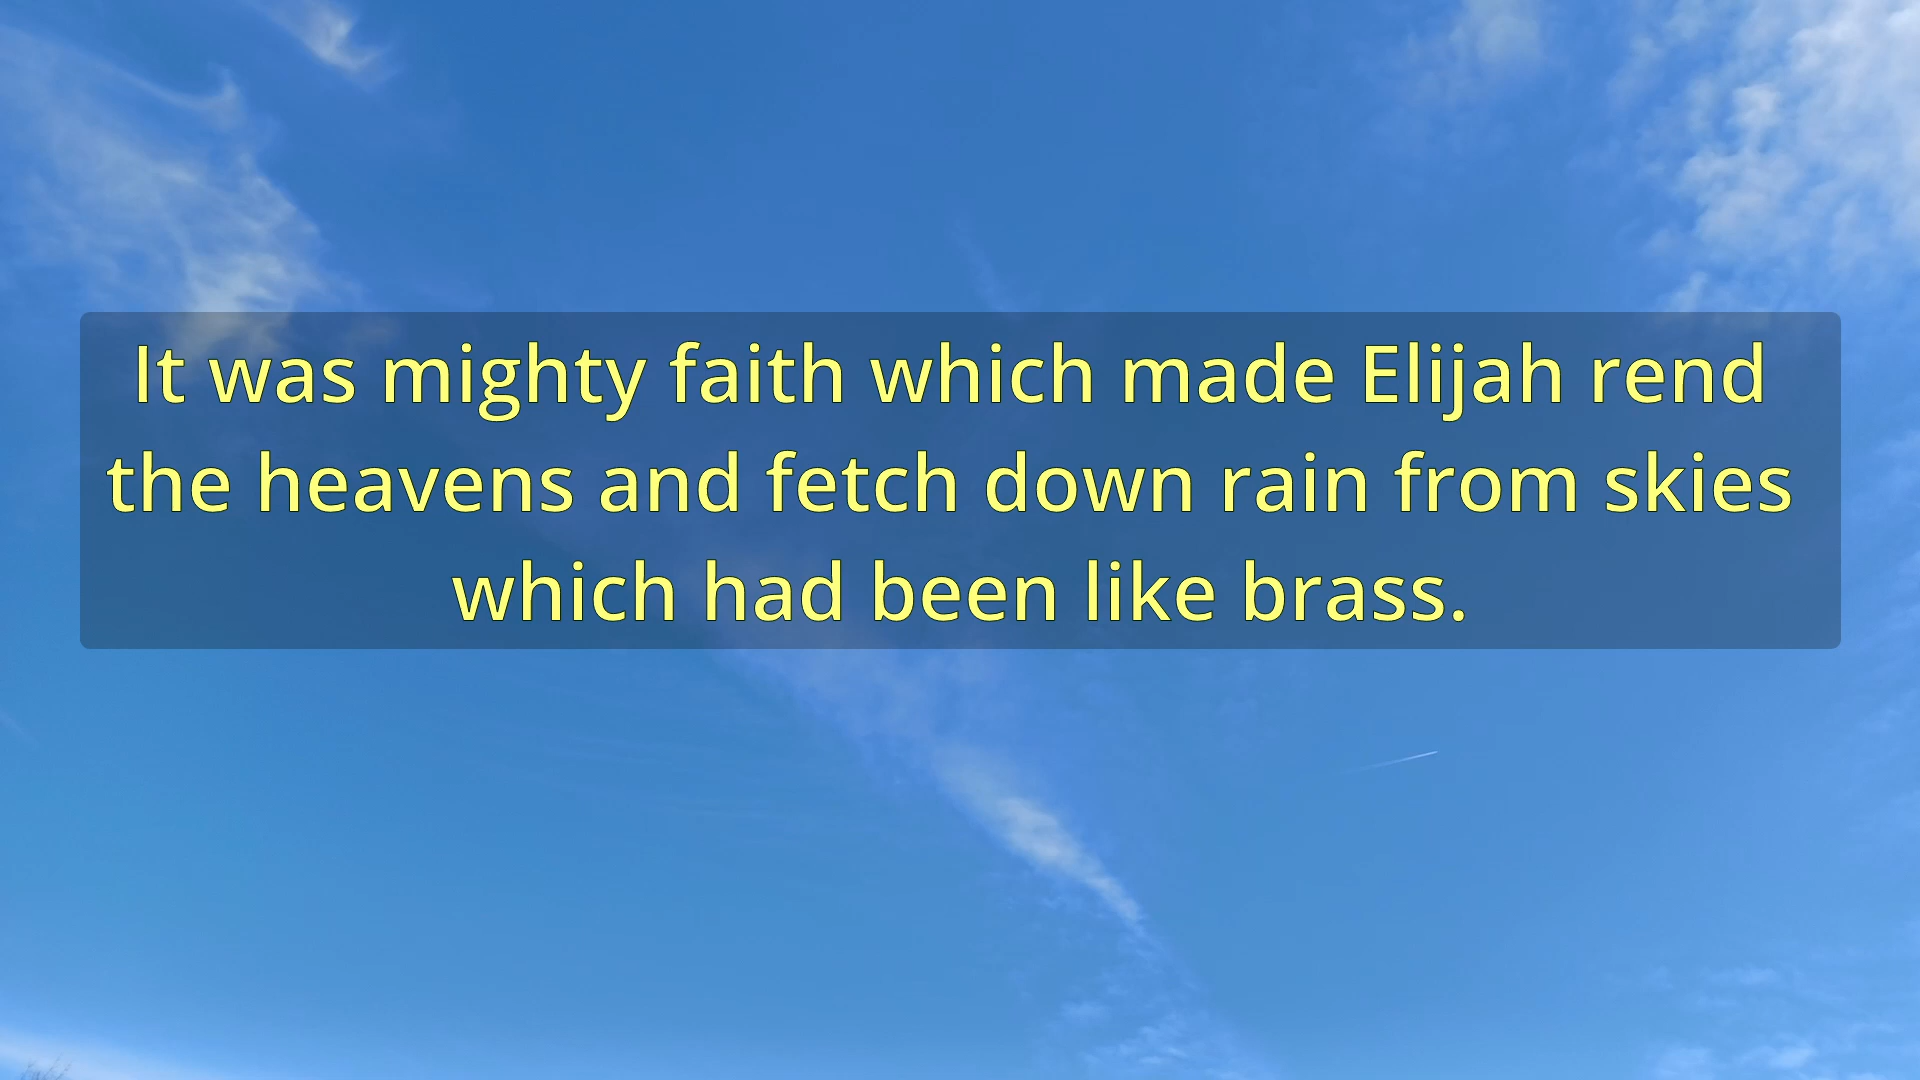 It was mighty faith which made Elijah rend
the heavens and fetch down rain from skies
which had been like brass.